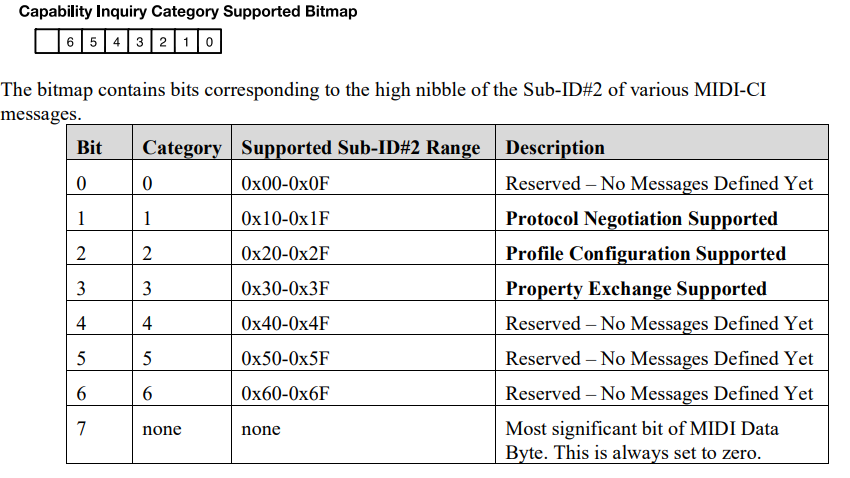 Capability Inquiry Category Supported Bitmap
6 5 4 3 2 1 0
The bitmap contains bits corresponding to the high nibble of the Sub-ID#2 of various MIDI-CI
messages.
Bit Category Supported Sub-ID#2 Range Description
0 0 0x00-0x0F Reserved – No Messages Defined Yet
1 1 0x10-0x1F Protocol Negotiation Supported
2 2 0x20-0x2F Profile Configuration Supported
3 3 0x30-0x3F Property Exchange Supported
4 4 0x40-0x4F Reserved – No Messages Defined Yet
5 5 0x50-0x5F Reserved – No Messages Defined Yet
6 6 0x60-0x6F Reserved – No Messages Defined Yet
7 none none Most significant bit of MIDI Data
Byte. This is always set to zero.